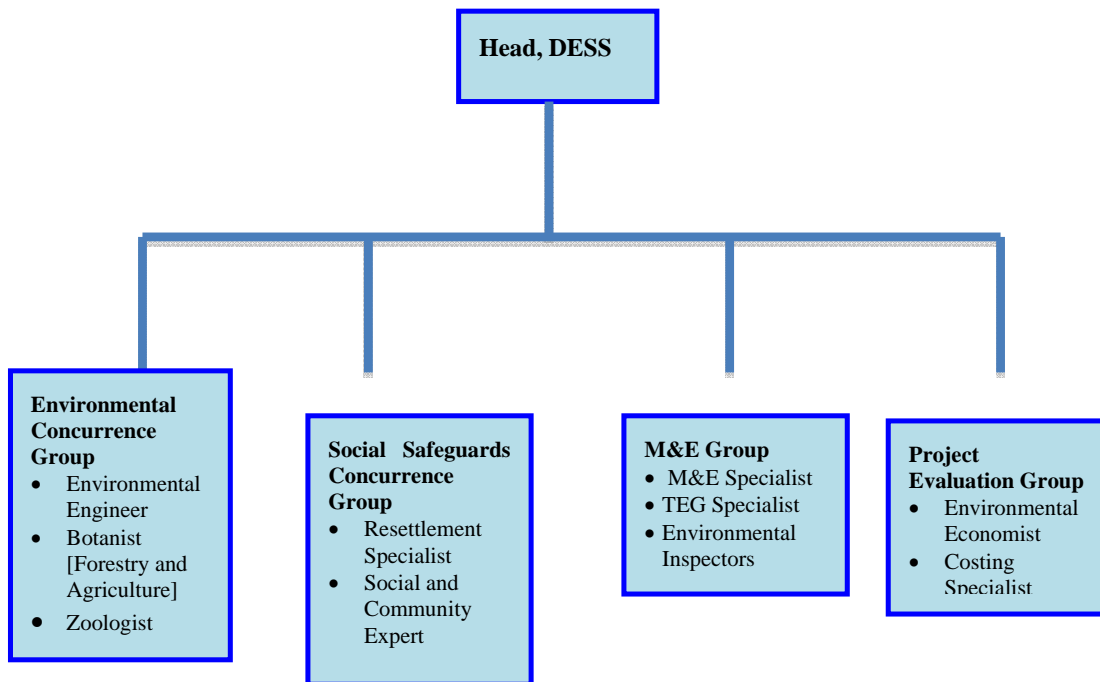 Head, DESS
Environmental
Concurrence
Group
• Environmental
Engineer
• Botanist
[Forestry and
Agriculture]
• Zoologist
Social Safeguards
Concurrence
Group
• Resettlement
Specialist
• Social and
Community
Expert
M&E Group
• M&E Specialist
• TEG Specialist
• Environmental
Inspectors
Project
Evaluation Group
• Environmental
Economist
• Costing
Specialist